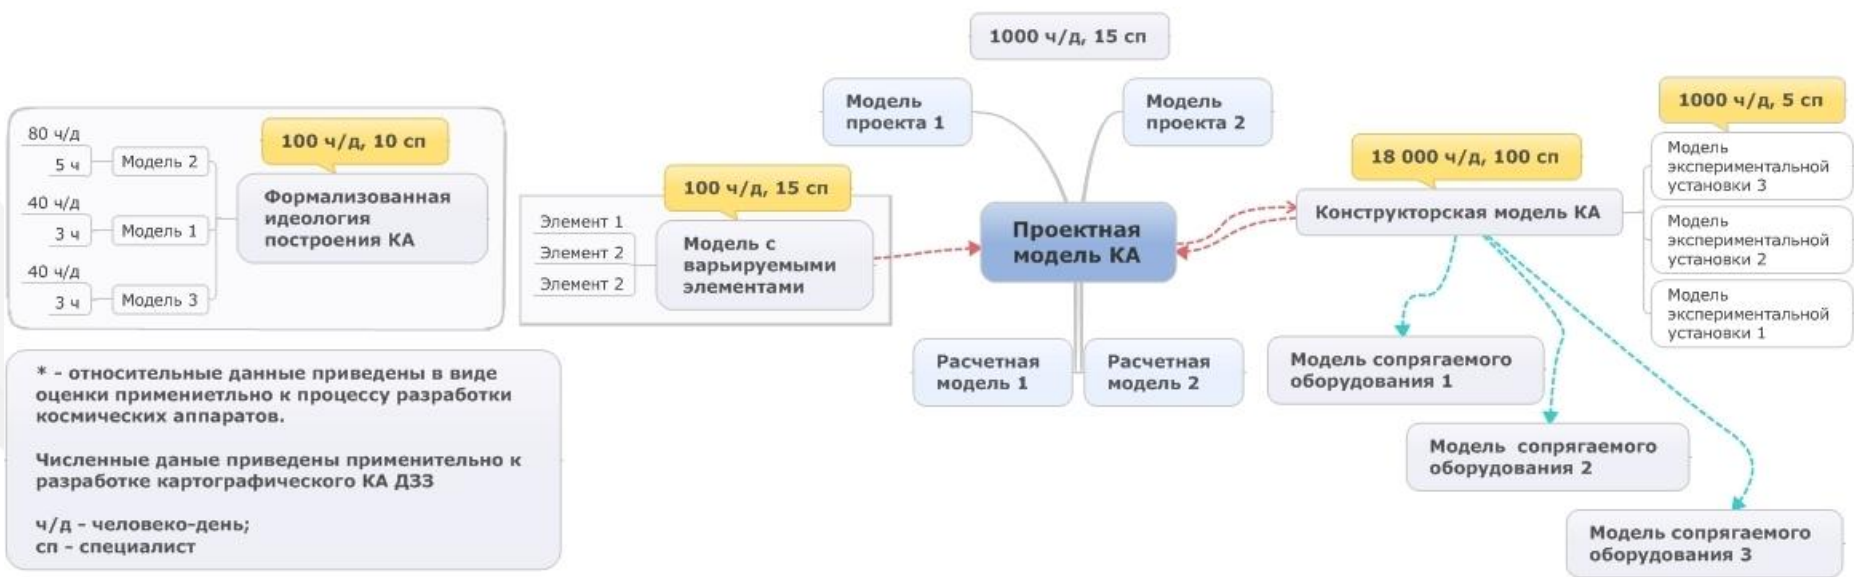 1000 ч/д, 15 сп
Модель
проекта 1
Модель
проекта 2
1000 ч/д, 5 сп
80 ч/д
5 ч
Модель 2
40 ч/д
3 ч
Модель 1
40 ч/д
3 ч
Модель 3
100 ч/д, 10 сп
Формализованная
идеология
построения КА
100 ч/д, 15 сп
Элемент 1
Элемент 2
Элемент 2
Модель с
варьируемыми
элементами
Проектная
модель КА
18 000 ч/д, 100 сп
Конструкторская модель КА
Модель
экспериментальной
установки 3
Модель
экспериментальной
установки 2
Модель
экспериментальной
установки 1
Расчетная
модель 1
Расчетная
модель 2
Модель сопрягаемого
оборудования 1
Модель сопрягаемого
оборудования 2
Модель сопрягаемого
оборудования 3
* - относительные данные приведены в виде
оценки примениетльно к процессу разработки
космических аппаратов.
Численные даные приведены применительно к
разработке картографического КА ДЗЗ
ч/д - человеко-день;
сп - специалист